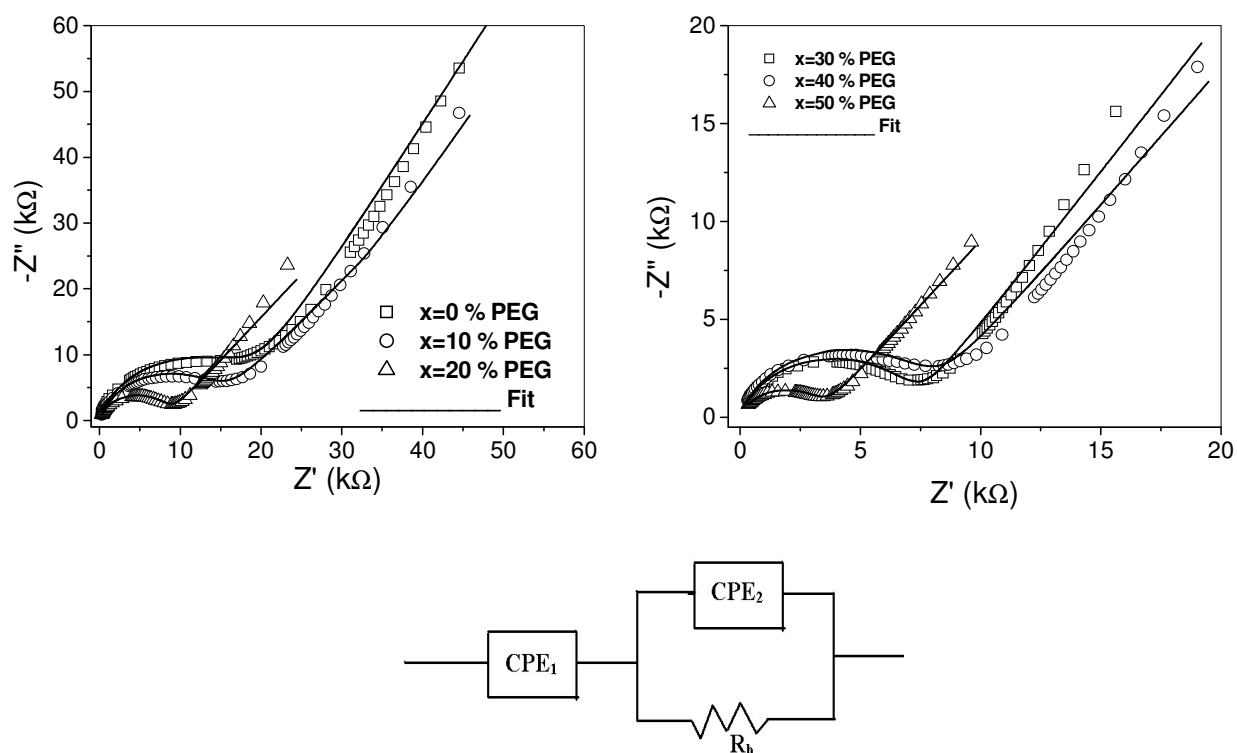 60
50
40
30
20
10
0
-Z" (kΩ)
x=0 % PEG
x=10 % PEG
x=20 % PEG
Fit
0 10 20 30 40 50 60
Z' (kΩ)
20
15
10
5
0
-Z" (kΩ)
x=30 % PEG
x=40 % PEG
x=50 % PEG
Fit
0 5 10 15 20
Z' (kΩ)
CPE₂
CPE₁
R_b